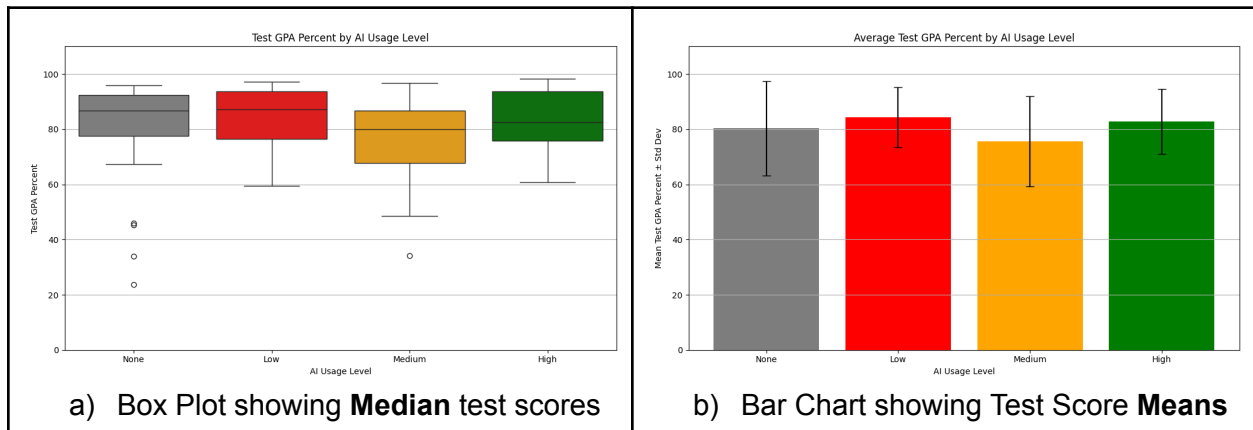 Test GPA Percent by AI Usage Level
100
80
60
40
20
0
Test GPA Percent
None Low Medium High
AI Usage Level
a) Box Plot showing Median test scores
Average Test GPA Percent by AI Usage Level
100
80
60
40
20
0
Mean Test GPA Percent ± Std Dev
None Low Medium High
AI Usage Level
b) Bar Chart showing Test Score Means